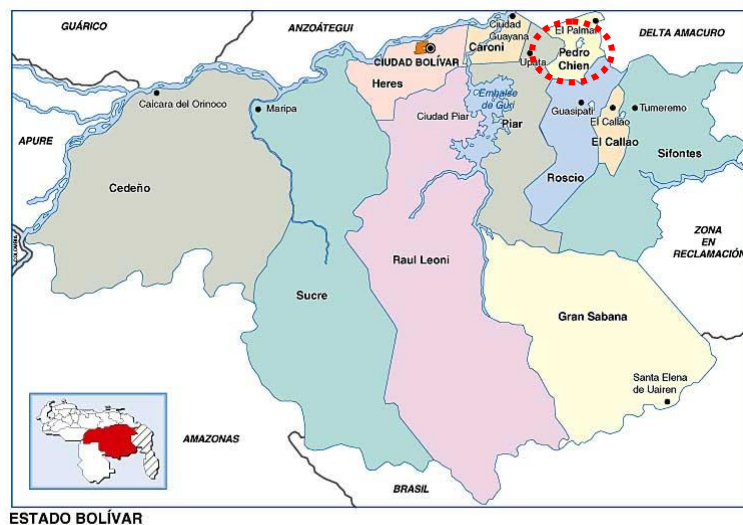 GUÁRICO
ANZOÁTEGUI
Ciudad
Guayana
El Palmar
DELTA AMACURO
CIUDAD BOLÍVAR
Caroni
Upata
Pedro
Chien
Heres
Caicara del Orinoco
Maripa
Embalse
de Guri
Ciudad Piar
Piar
Guasipati
El Callao
Tumeremo
El Callao
APURE
Sifontes
Cedeño
Roscio
ZONA
EN
RECLAMACIÓN
Raul Leoni
Sucre
Gran Sabana
Santa Elena
de Uairen
AMAZONAS
BRASIL
ESTADO BOLÍVAR